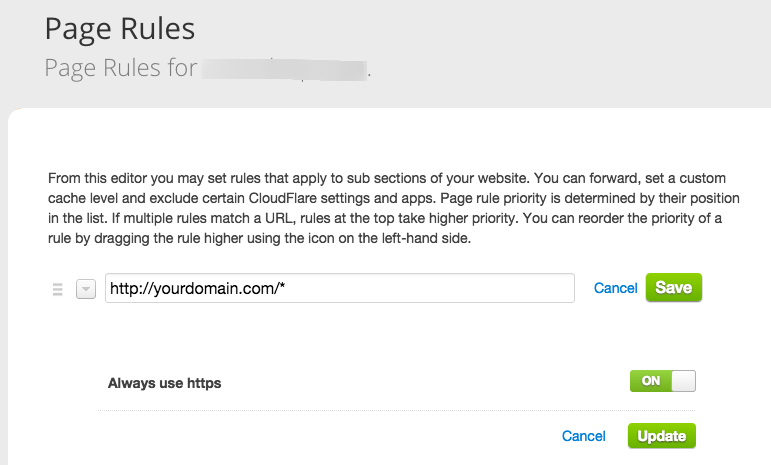 Page Rules
Page Rules for .
From this editor you may set rules that apply to sub sections of your website. You can forward, set a custom
cache level and exclude certain CloudFlare settings and apps. Page rule priority is determined by their position
in the list. If multiple rules match a URL, rules at the top take higher priority. You can reorder the priority of a
rule by dragging the rule higher using the icon on the left-hand side.
http://yourdomain.com/* Cancel Save
Always use https ON
Cancel Update